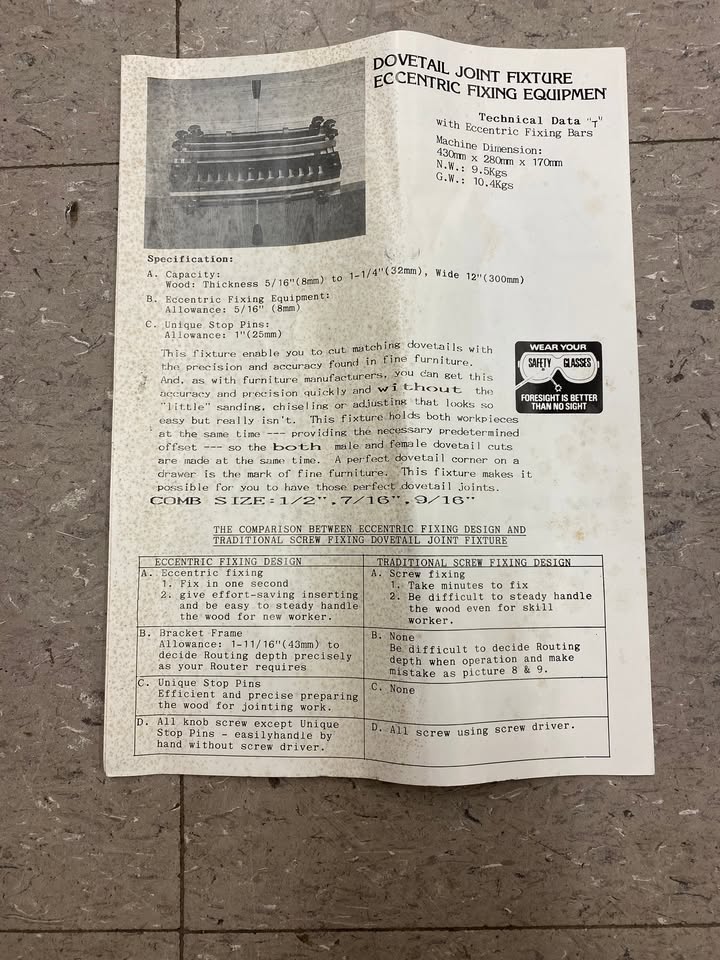 DOVETAIL JOINT FIXTURE
ECCENTRIC FIXING EQUIPMEN
Technical Data "T"
with Eccentric Fixing Bars
Machine Dimension:
430mm x 280mm x 170mm
N.W.: 9.5Kgs
G.W.: 10.4Kgs
Specification:
A. Capacity:
Wood: Thickness 5/16"(8mm) to 1-1/4"(32mm), Wide 12"(300mm)
B. Eccentric Fixing Equipment:
Allowance: 5/16" (8mm)
C. Unique Stop Pins:
Allowance: 1"(25mm)
This fixture enable you to cut matching dovetails with
the precision and accuracy found in fine furniture.
And, as with furniture manufacturers, you can get this
accuracy and precision quickly and without the
"little" sanding, chiseling or adjusting that looks so
easy but really isn't. This fixture holds both workpieces
at the same time --- providing the necessary predetermined
offset --- so the both male and female dovetail cuts
are made at the same time. A perfect dovetail corner on a
drawer is the mark of fine furniture. This fixture makes it
possible for you to have those perfect dovetail joints.
COMB SIZE:1/2",7/16",9/16"
WEAR YOUR
SAFETY GLASSES
FORESIGHT IS BETTER
THAN NO SIGHT
THE COMPARISON BETWEEN ECCENTRIC FIXING DESIGN AND
TRADITIONAL SCREW FIXING DOVETAIL JOINT FIXTURE
ECCENTRIC FIXING DESIGN
A. Eccentric fixing
1. Fix in one second
2. give effort-saving inserting
and be easy to steady handle
the wood for new worker.
B. Bracket Frame
Allowance: 1-11/16"(43mm) to
decide Routing depth precisely
as your Router requires
C. Unique Stop Pins
Efficient and precise preparing
the wood for jointing work.
D. All knob screw except Unique
Stop Pins - easilyhandle by
hand without screw driver.
TRADITIONAL SCREW FIXING DESIGN
A. Screw fixing
1. Take minutes to fix
2. Be difficult to steady handle
the wood even for skill
worker.
B. None
Be difficult to decide Routing
depth when operation and make
mistake as picture 8 & 9.
C. None
D. All screw using screw driver.